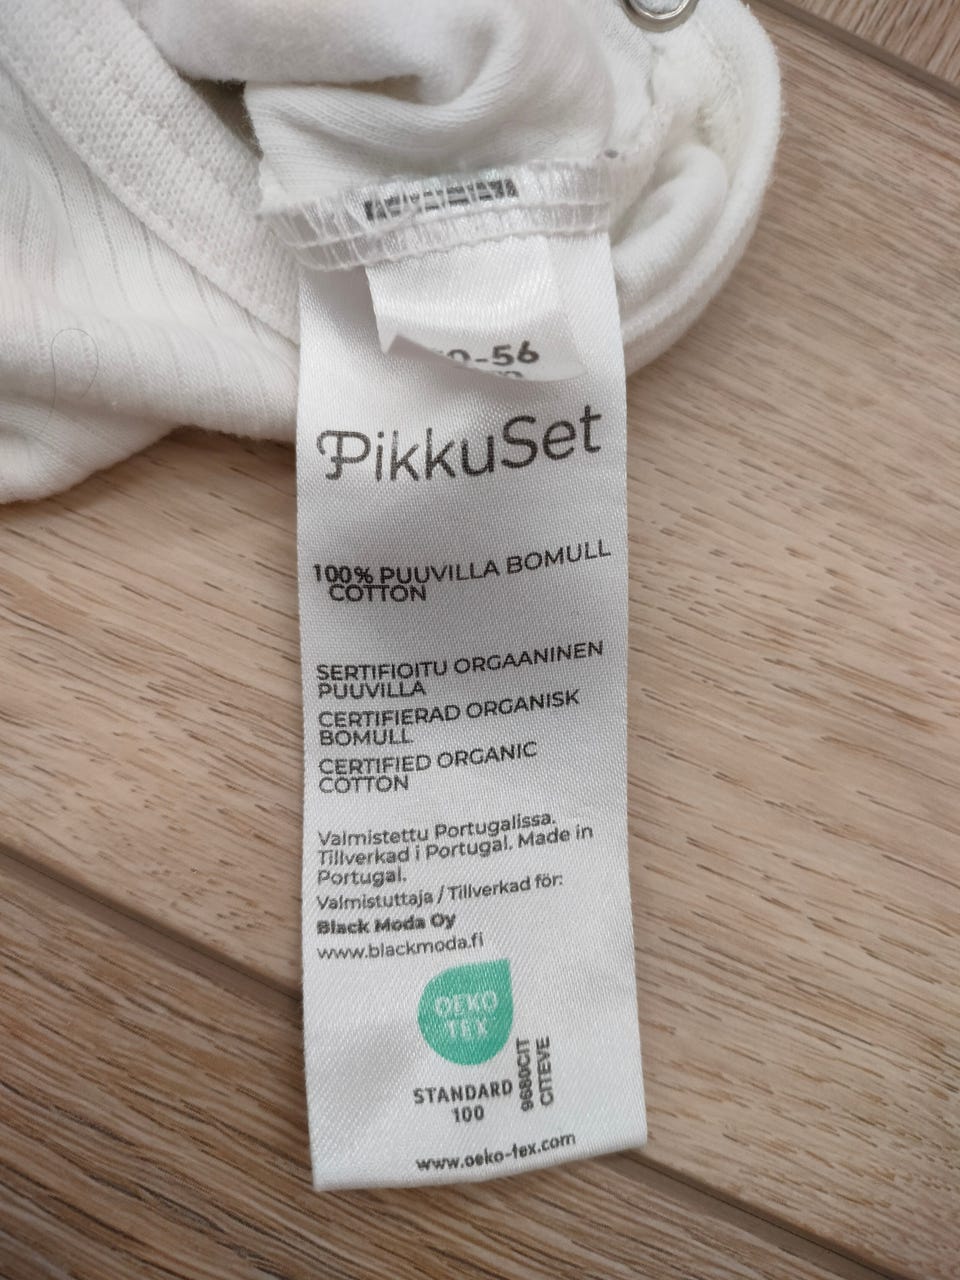 -56
PikkuSet
100% PUUVILLA BOMULL
COTTON
SERTIFIOITU ORGAANINEN
PUUVILLA
CERTIFIERAD ORGANISK
BOMULL
CERTIFIED ORGANIC
COTTON
Valmistettu Portugalissa.
Tillverkad i Portugal. Made in
Portugal.
Valmistuttaja / Tillverkad för:
Black Moda Oy
www.blackmoda.fi
OEKO
TEX
STANDARD
100
9680CIT
CITEVE
www.oeko-tex.com